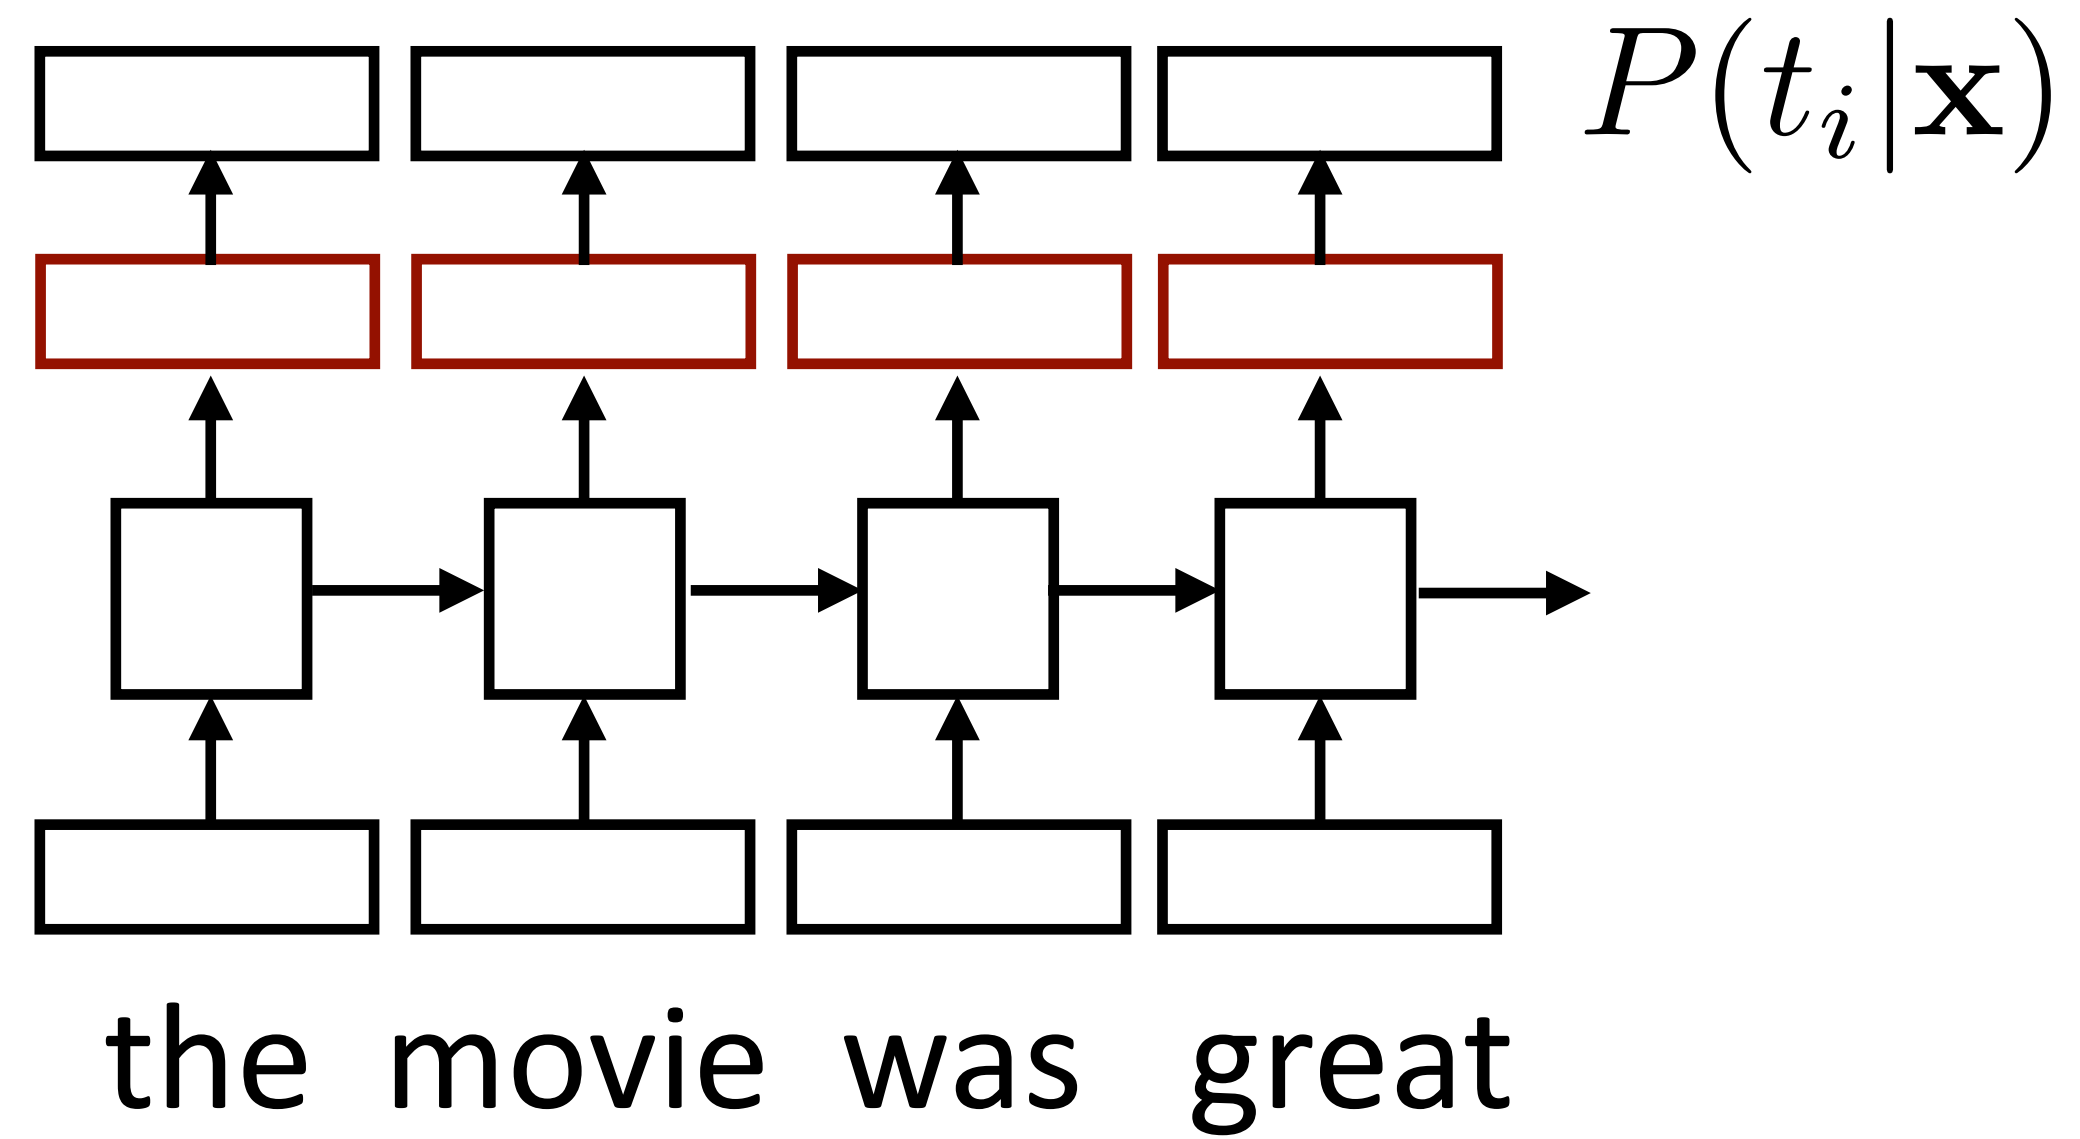 P(t_i|𝐱)
the movie was great